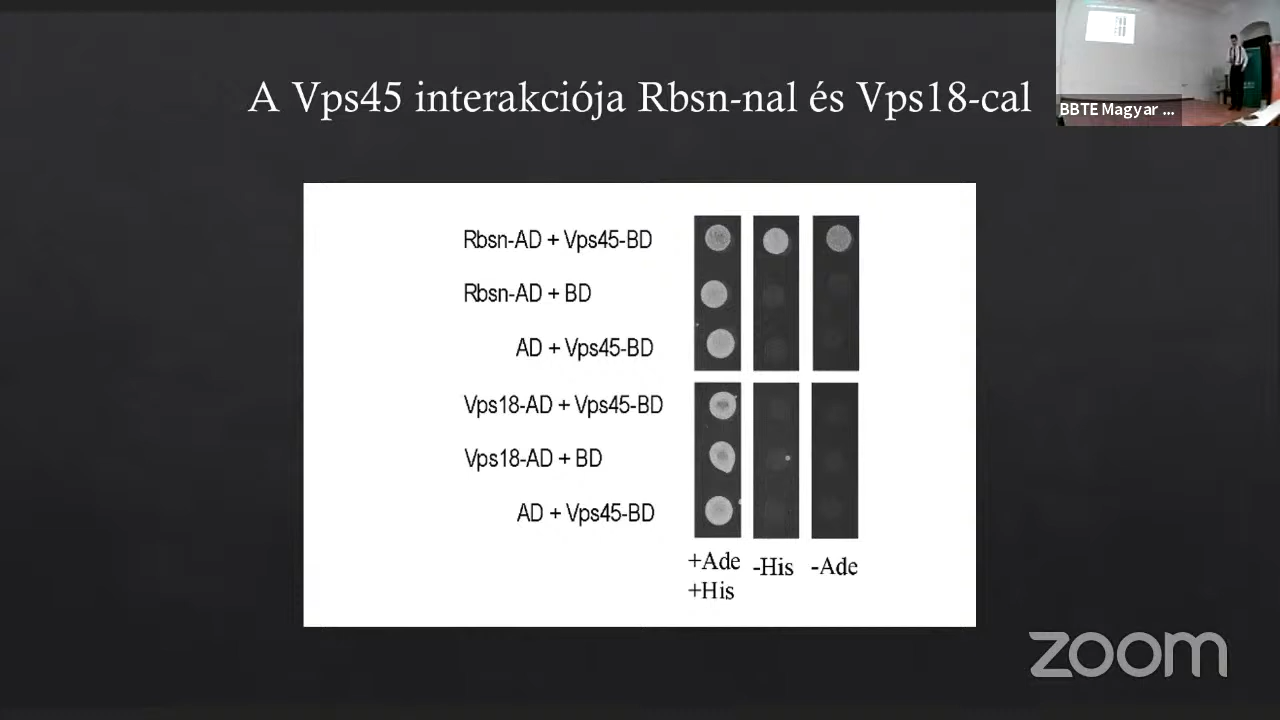 A Vps45 interakciója Rbsn-nal és Vps18-cal
BBTE Magyar ...
Rbsn-AD + Vps45-BD
Rbsn-AD + BD
AD + Vps45-BD
Vps18-AD + Vps45-BD
Vps18-AD + BD
AD + Vps45-BD
+Ade
+His
-His
-Ade
zoom